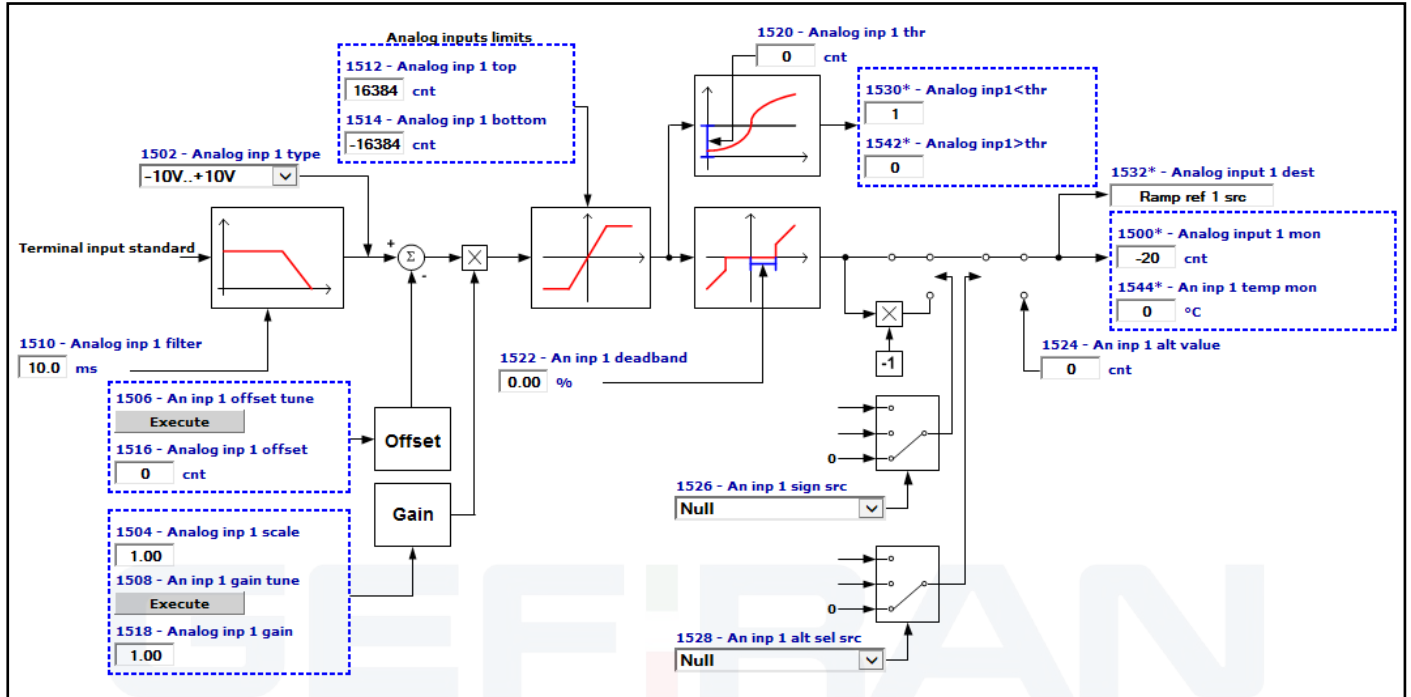 Analog inputs limits
1512 - Analog inp 1 top
16384 cnt
1514 - Analog inp 1 bottom
-16384 cnt
1520 - Analog inp 1 thr
0 cnt
1530* - Analog inp1<thr
1
1542* - Analog inp1>thr
0
1502 - Analog inp 1 type
-10V..+10V
1532* - Analog input 1 dest
Ramp ref 1 src
Terminal input standard
+
Σ
-
X
1500* - Analog input 1 mon
-20 cnt
1544* - An inp 1 temp mon
0 °C
X
-1
1510 - Analog inp 1 filter
10.0 ms
1522 - An inp 1 deadband
0.00 %
1524 - An inp 1 alt value
0 cnt
1506 - An inp 1 offset tune
Execute
1516 - Analog inp 1 offset
0 cnt
Offset
0
1526 - An inp 1 sign src
Null
Gain
1504 - Analog inp 1 scale
1.00
1508 - An inp 1 gain tune
Execute
1518 - Analog inp 1 gain
1.00
0
1528 - An inp 1 alt sel src
Null
GEFRAN